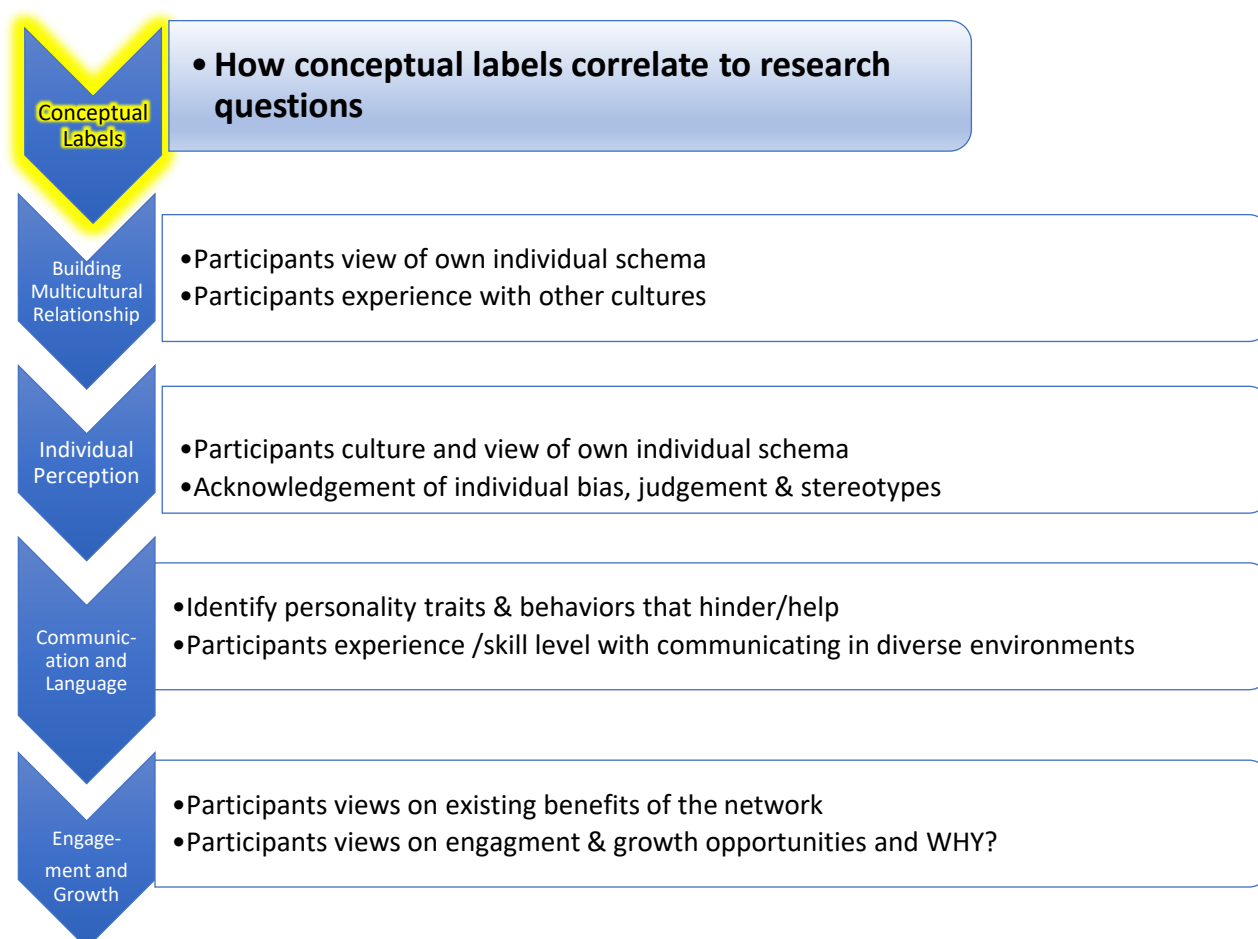 Conceptual
Labels
• How conceptual labels correlate to research
questions
Building
Multicultural
Relationship
•Participants view of own individual schema
•Participants experience with other cultures
Individual
Perception
•Participants culture and view of own individual schema
•Acknowledgement of individual bias, judgement & stereotypes
Communic-
ation and
Language
•Identify personality traits & behaviors that hinder/help
•Participants experience /skill level with communicating in diverse environments
Engage-
ment and
Growth
•Participants views on existing benefits of the network
•Participants views on engagment & growth opportunities and WHY?